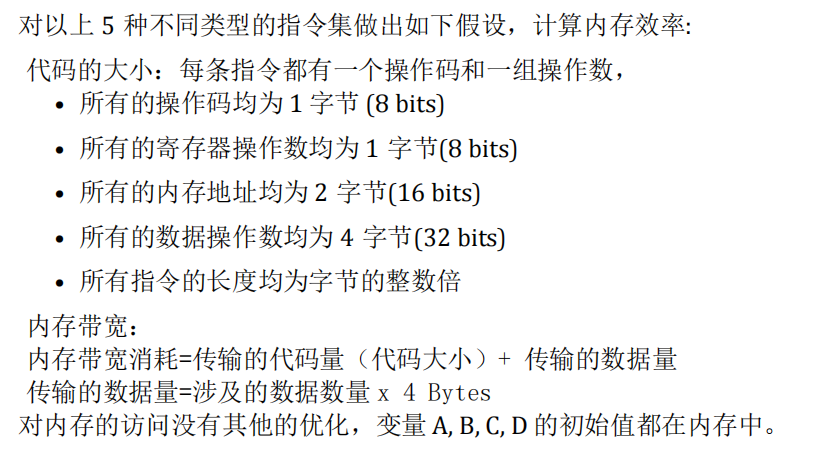 对以上 5 种不同类型的指令集做出如下假设，计算内存效率:
代码的大小：每条指令都有一个操作码和一组操作数，
• 所有的操作码均为 1 字节 (8 bits)
• 所有的寄存器操作数均为 1 字节(8 bits)
• 所有的内存地址均为 2 字节(16 bits)
• 所有的数据操作数均为 4 字节(32 bits)
• 所有指令的长度均为字节的整数倍
内存带宽：
内存带宽消耗=传输的代码量（代码大小）+ 传输的数据量
传输的数据量=涉及的数据数量 x 4 Bytes
对内存的访问没有其他的优化，变量 A, B, C, D 的初始值都在内存中。